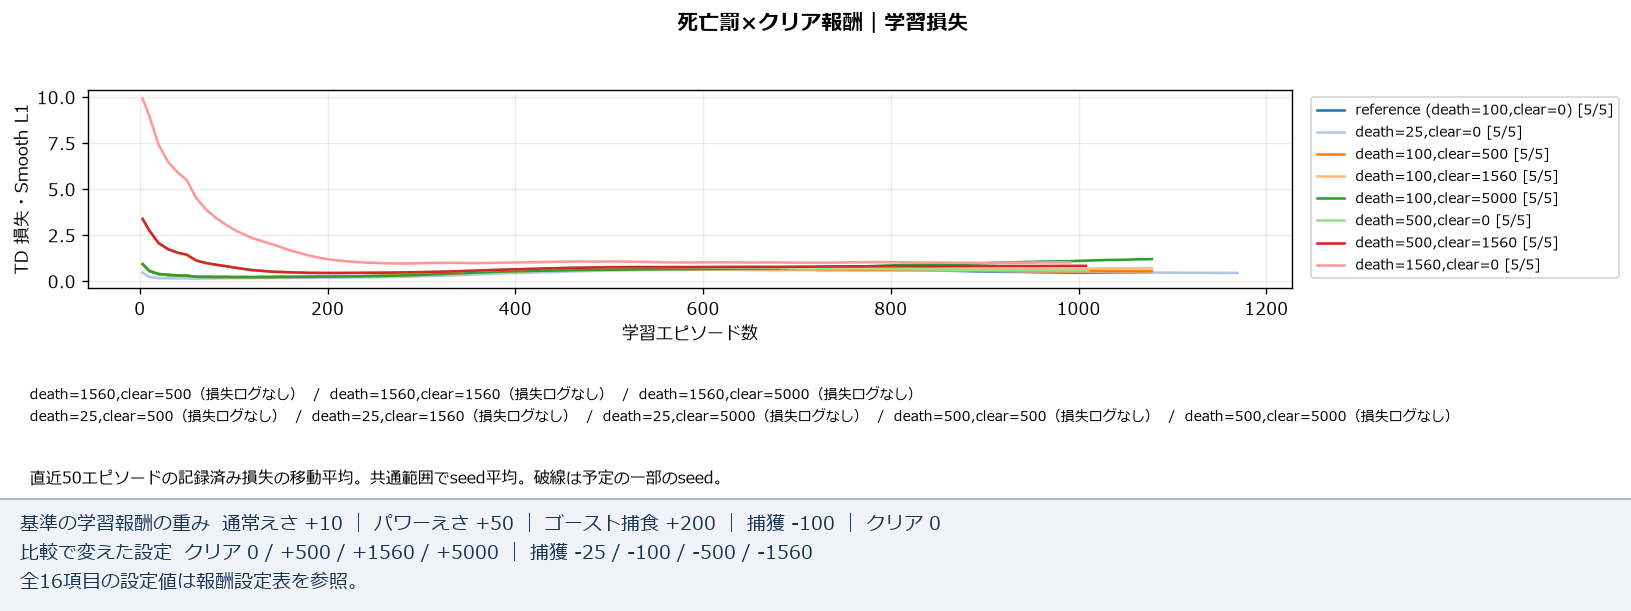 死亡罰×クリア報酬｜学習損失
TD 損失・Smooth L1
10.0
7.5
5.0
2.5
0.0
0
200
400
600
800
1000
1200
学習エピソード数
reference (death=100,clear=0) [5/5]
death=25,clear=0 [5/5]
death=100,clear=500 [5/5]
death=100,clear=1560 [5/5]
death=100,clear=5000 [5/5]
death=500,clear=0 [5/5]
death=500,clear=1560 [5/5]
death=1560,clear=0 [5/5]
death=1560,clear=500（損失ログなし） / death=1560,clear=1560（損失ログなし） / death=1560,clear=5000（損失ログなし）
death=25,clear=500（損失ログなし） / death=25,clear=1560（損失ログなし） / death=25,clear=5000（損失ログなし） / death=500,clear=500（損失ログなし） / death=500,clear=5000（損失ログなし）
直近50エピソードの記録済み損失の移動平均。共通範囲でseed平均。破線は予定の一部のseed。
基準の学習報酬の重み 通常えさ +10 ｜ パワーえさ +50 ｜ ゴースト捕食 +200 ｜ 捕獲 -100 ｜ クリア 0
比較で変えた設定 クリア 0 / +500 / +1560 / +5000 ｜ 捕獲 -25 / -100 / -500 / -1560
全16項目の設定値は報酬設定表を参照。